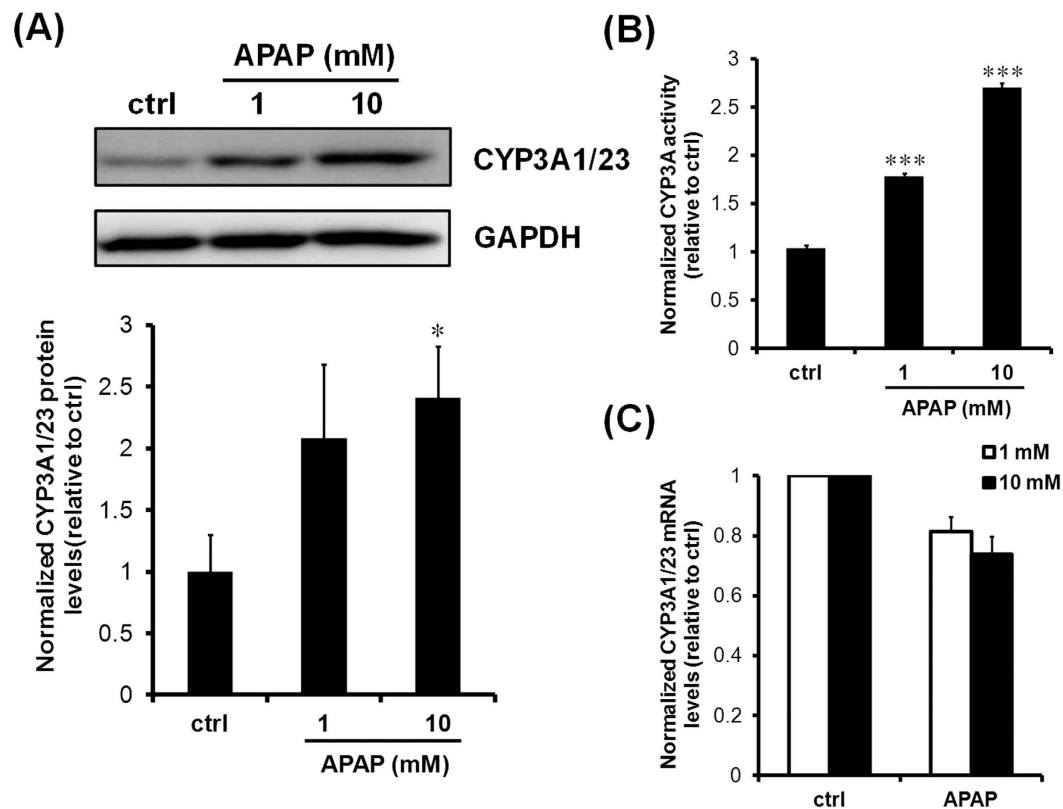 (A)
APAP (mM)
ctrl 1 10
CYP3A1/23
GAPDH
Normalized CYP3A1/23 protein
levels(relative to ctrl)
3
2.5
2
1.5
1
0.5
0
*
ctrl 1 10
APAP (mM)
(B)
Normalized CYP3A activity
(relative to ctrl)
3
2.5
2
1.5
1
0.5
0
***
***
ctrl 1 10
APAP (mM)
(C)
1 mM
10 mM
Normalized CYP3A1/23 mRNA
levels (relative to ctrl)
1
0.8
0.6
0.4
0.2
0
ctrl APAP